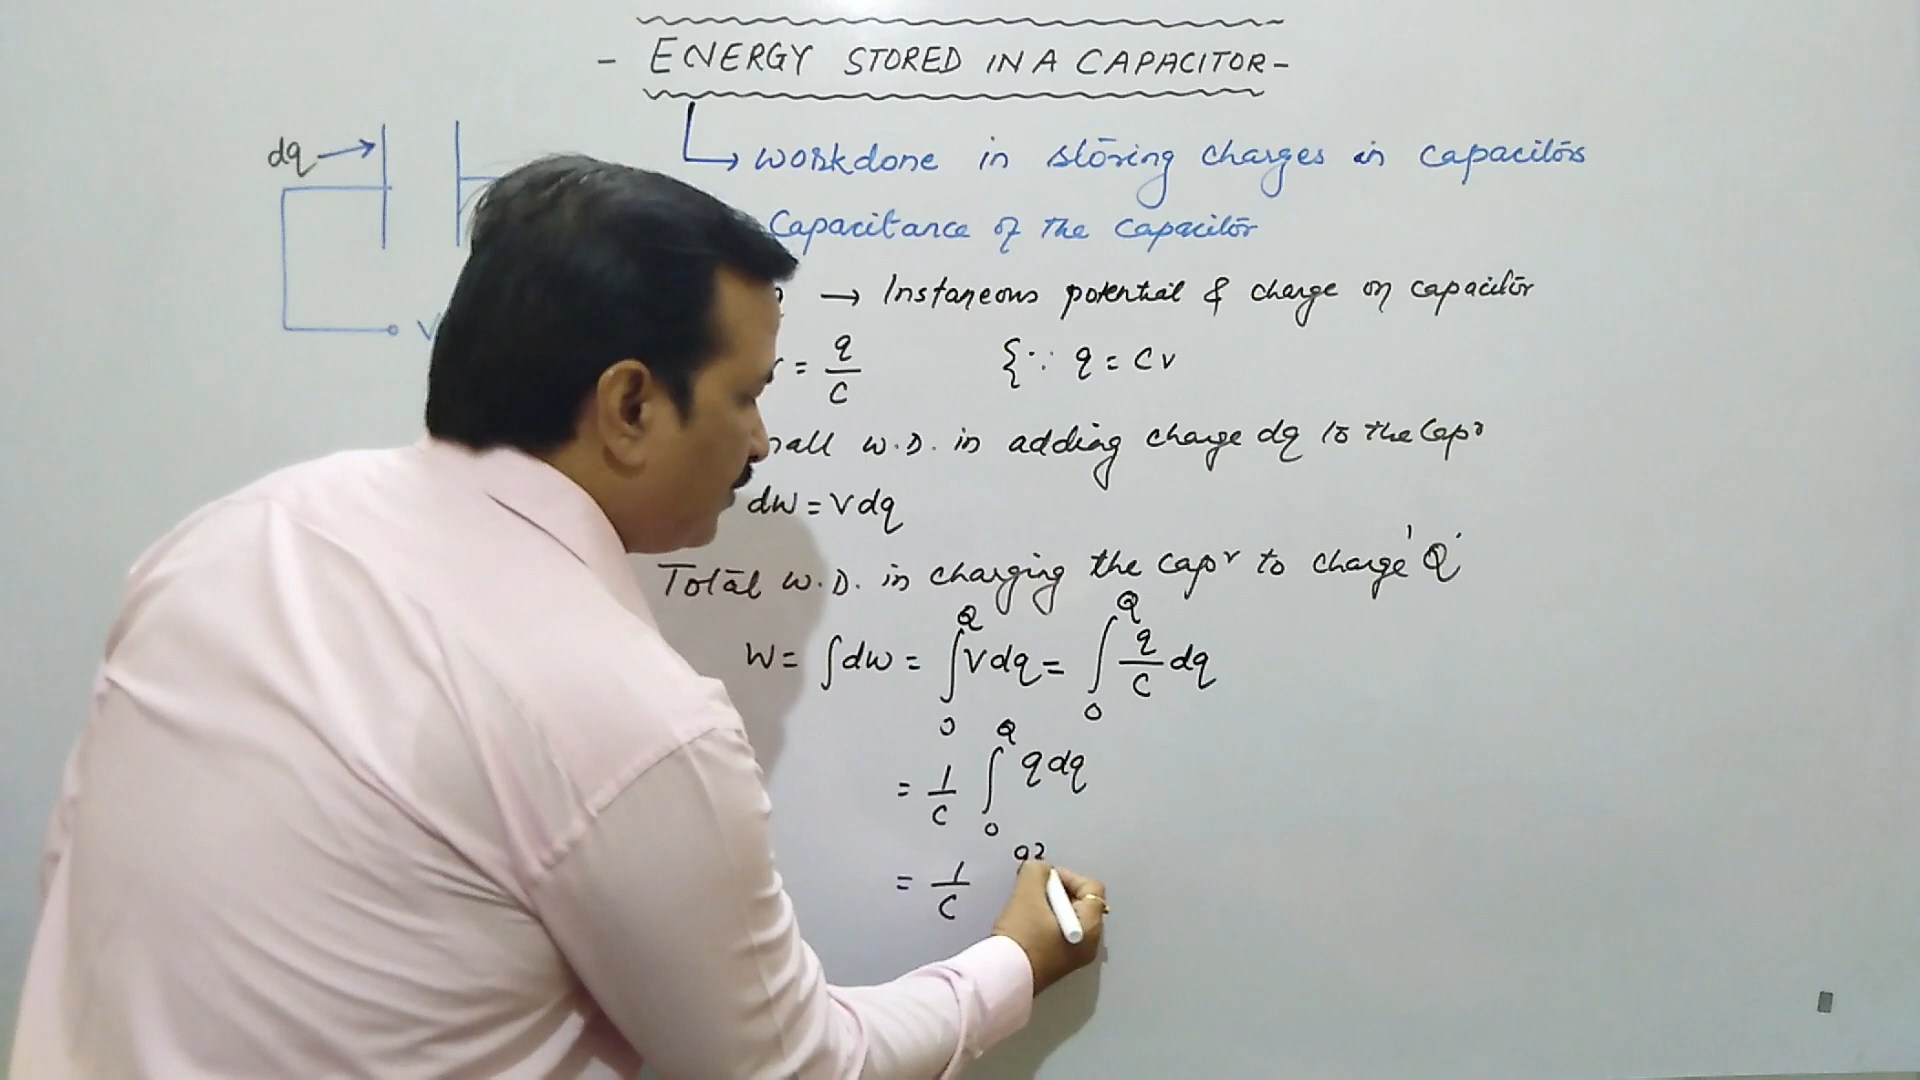 - ENERGY STORED IN A CAPACITOR -
dq →
→ workdone in storing charges in capacitors
Capacitance of the capacitor
→ Instaneous potential & charge on capacitor
V
= q/C {∵ q = CV
W.D. in adding charge dq to the Capr
dW = Vdq
Total W.D. in charging the Capr to charge 'Q'
W = ∫dW = ∫₀^Q Vdq = ∫₀^Q q/C dq
= 1/C ∫₀^Q qdq
= 1/C q²